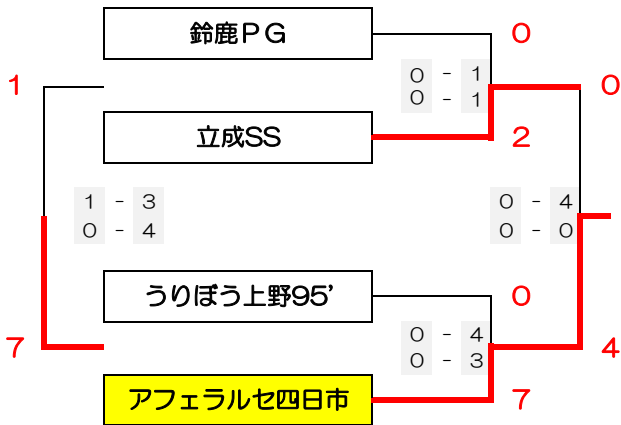 鈴鹿ＰＧ
0
0 - 1
0 - 1
1
0
立成SS
2
1 - 3
0 - 4
0 - 4
0 - 0
うりぼう上野95’
0
0 - 4
0 - 3
7
4
アフェラルセ四日市
7